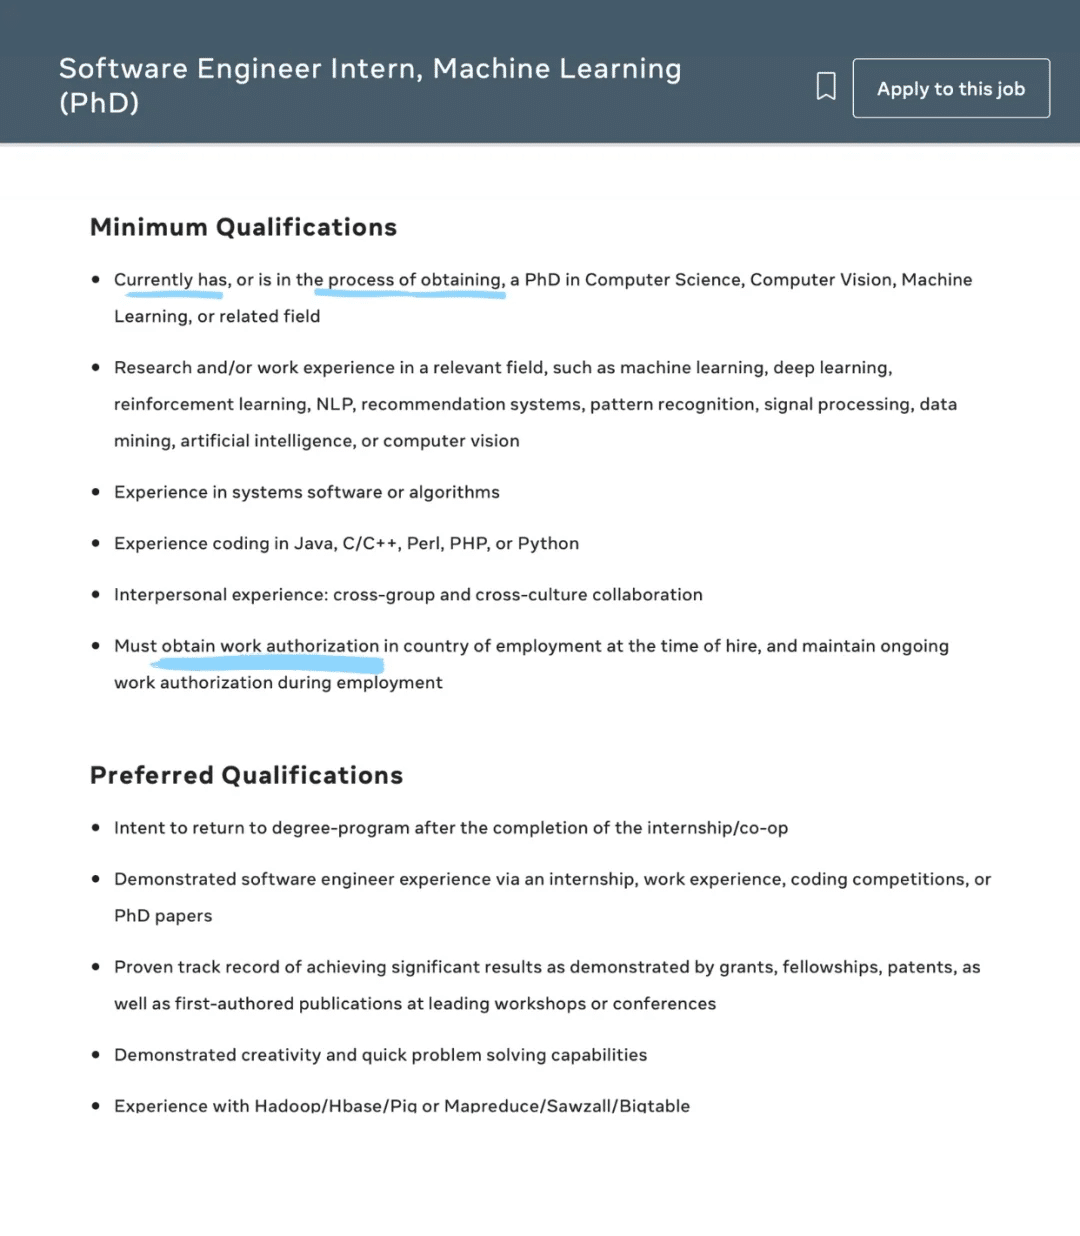 Software Engineer Intern, Machine Learning
(PhD)
Apply to this job
Minimum Qualifications
• Currently has, or is in the process of obtaining, a PhD in Computer Science, Computer Vision, Machine
Learning, or related field
• Research and/or work experience in a relevant field, such as machine learning, deep learning,
reinforcement learning, NLP, recommendation systems, pattern recognition, signal processing, data
mining, artificial intelligence, or computer vision
• Experience in systems software or algorithms
• Experience coding in Java, C/C++, Perl, PHP, or Python
• Interpersonal experience: cross-group and cross-culture collaboration
• Must obtain work authorization in country of employment at the time of hire, and maintain ongoing
work authorization during employment
Preferred Qualifications
• Intent to return to degree-program after the completion of the internship/co-op
• Demonstrated software engineer experience via an internship, work experience, coding competitions, or
PhD papers
• Proven track record of achieving significant results as demonstrated by grants, fellowships, patents, as
well as first-authored publications at leading workshops or conferences
• Demonstrated creativity and quick problem solving capabilities
• Experience with Hadoop/Hbase/Pig or Mapreduce/Sawzall/Bigtable